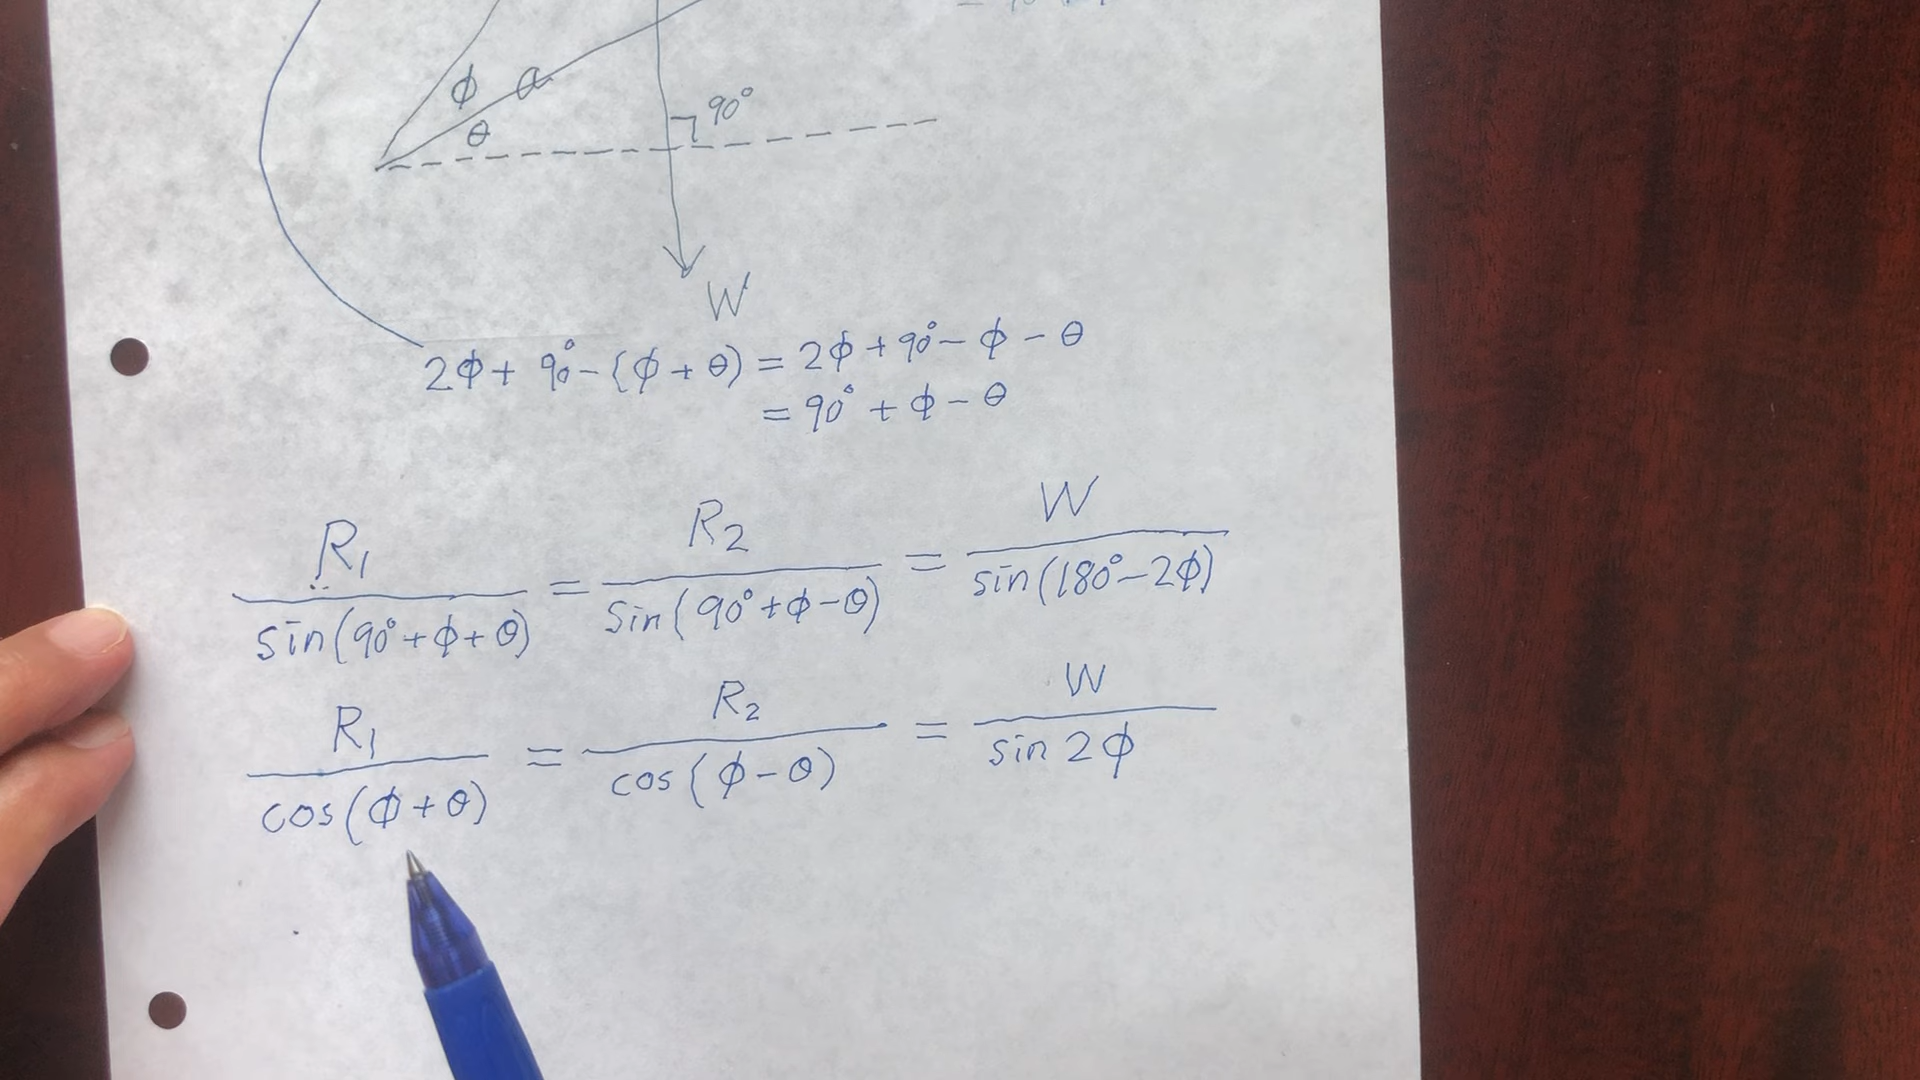 ϕ a
θ
90°
W
2ϕ + 90° - (ϕ + θ) = 2ϕ + 90° - ϕ - θ
= 90° + ϕ - θ
R₁ / sin(90° + ϕ + θ) = R₂ / sin(90° + ϕ - θ) = W / sin(180° - 2ϕ)
R₁ / cos(ϕ + θ) = R₂ / cos(ϕ - θ) = W / sin 2ϕ